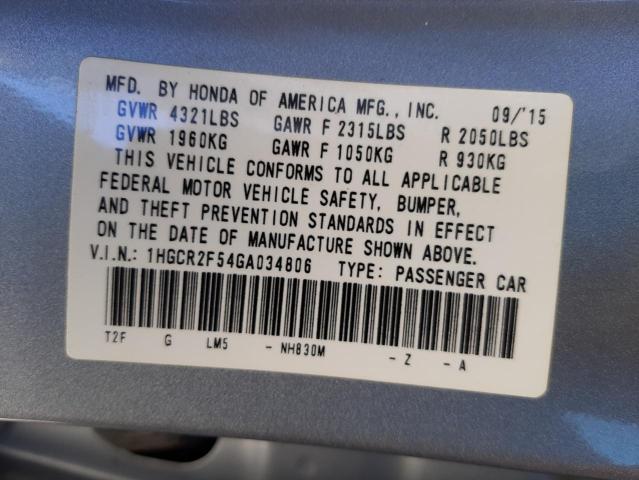 MFD. BY HONDA OF AMERICA MFG., INC. 09/'15
GVWR 4321LBS GAWR F 2315LBS R 2050LBS
GVWR 1960KG GAWR F 1050KG R 930KG
THIS VEHICLE CONFORMS TO ALL APPLICABLE
FEDERAL MOTOR VEHICLE SAFETY, BUMPER,
AND THEFT PREVENTION STANDARDS IN EFFECT
ON THE DATE OF MANUFACTURE SHOWN ABOVE.
V.I.N.: 1HGCR2F54GA034806 TYPE: PASSENGER CAR
T2F G LM5 - NH830M - Z - A